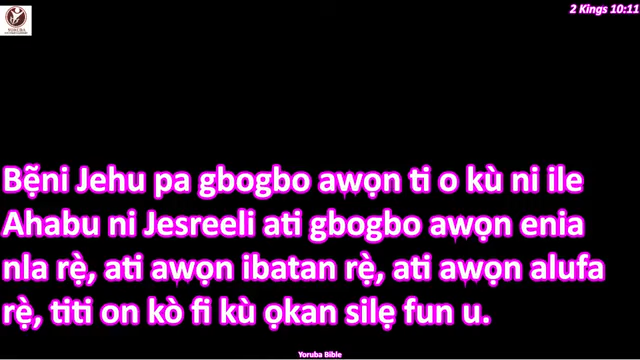 2 Kings 10:11
Bẹ̃ni Jehu pa gbogbo awọn ti o kù ni ile
Ahabu ni Jesreeli ati gbogbo awọn enia
nla rẹ̀, ati awọn ibatan rẹ̀, ati awọn alufa
rẹ̀, titi on kò fi kù ọkan silẹ fun u.
Yoruba Bible